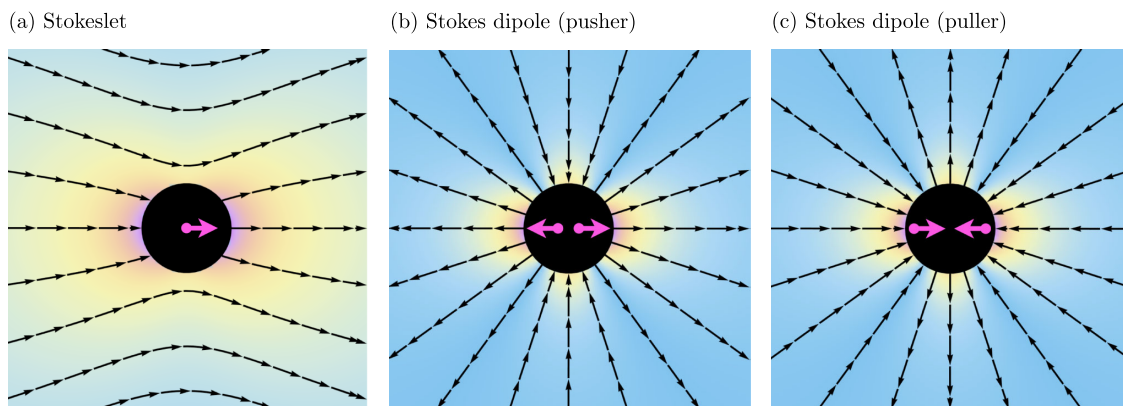 (a) Stokeslet
(b) Stokes dipole (pusher)
(c) Stokes dipole (puller)